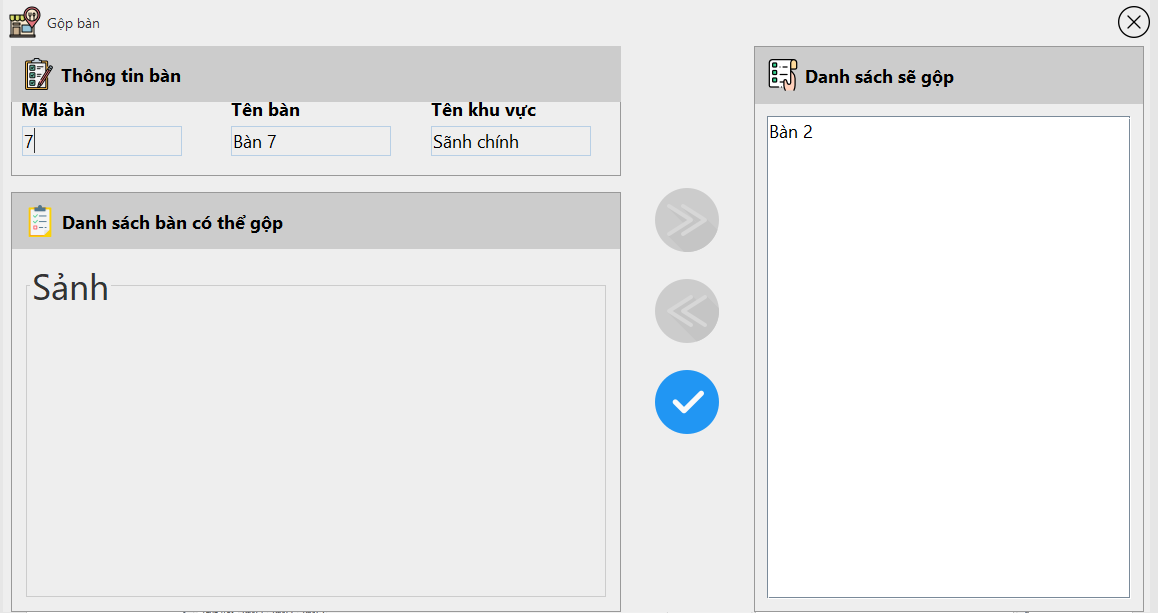 Gộp bàn
Thông tin bàn
Mã bàn Tên bàn Tên khu vực
7 Bàn 7 Sãnh chính
Danh sách bàn có thể gộp
Sảnh
Danh sách sẽ gộp
Bàn 2